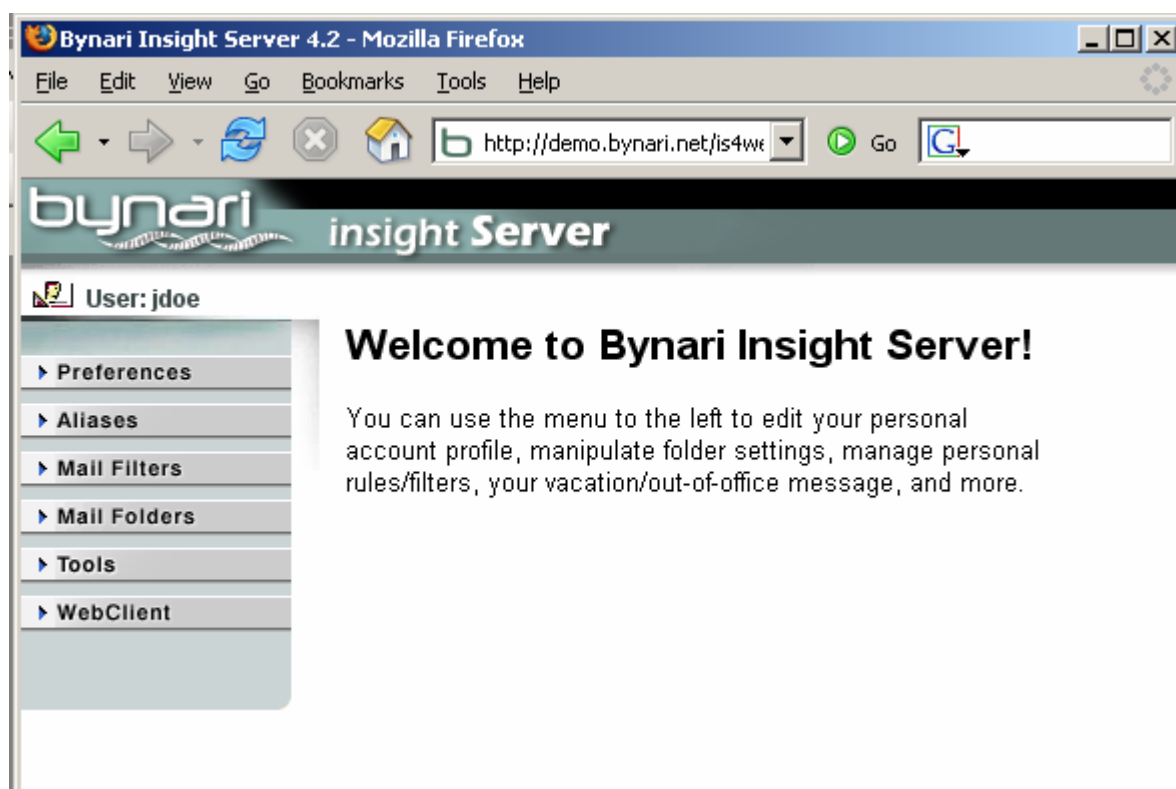 Bynari Insight Server 4.2 - Mozilla Firefox
File Edit View Go Bookmarks Tools Help
http://demo.bynari.net/is4we Go G
bynari insight Server
User: jdoe
Welcome to Bynari Insight Server!
Preferences
Aliases
Mail Filters
Mail Folders
Tools
WebClient
You can use the menu to the left to edit your personal
account profile, manipulate folder settings, manage personal
rules/filters, your vacation/out-of-office message, and more.